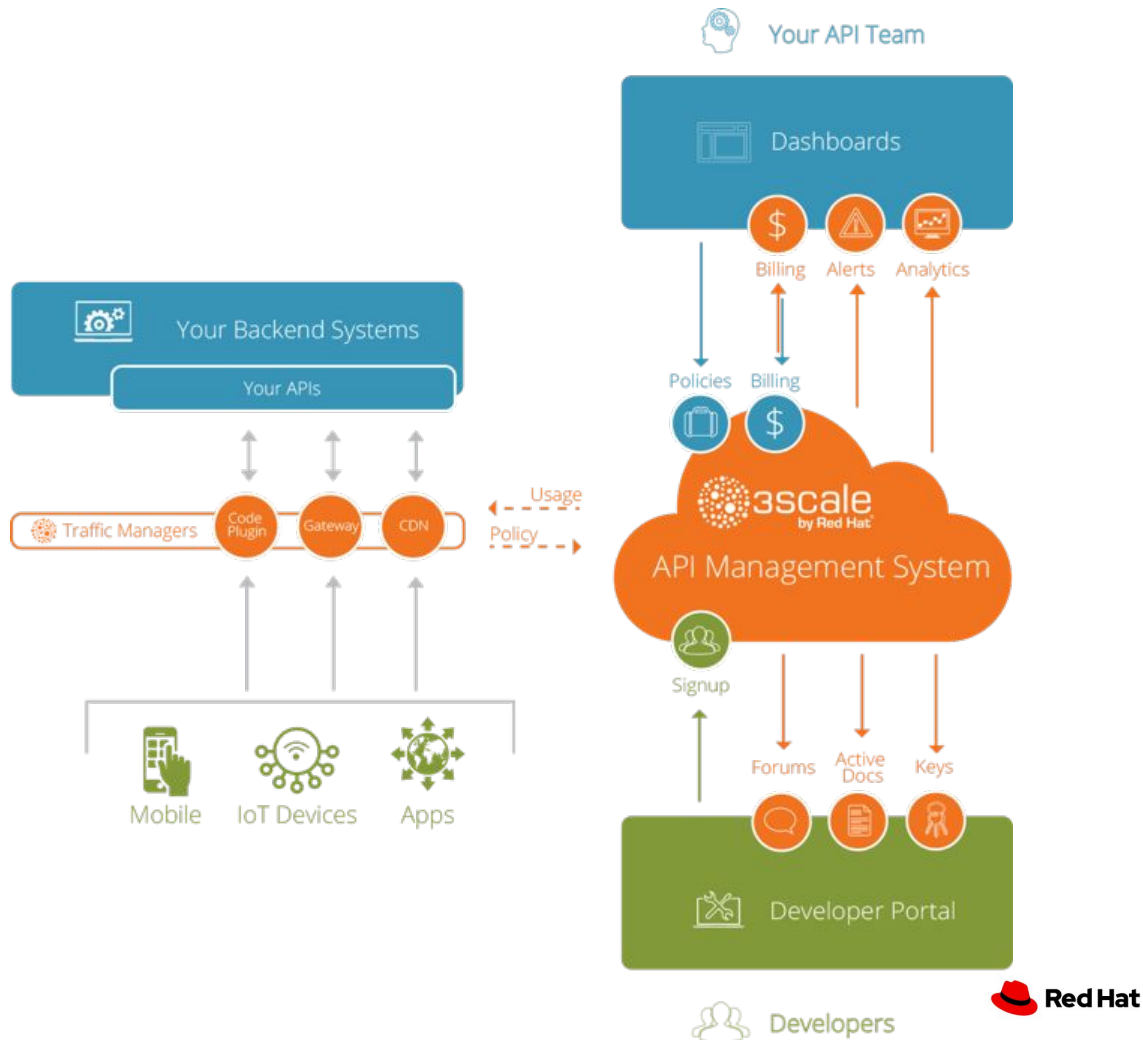 Your API Team
Dashboards
$
Billing
Alerts
Analytics
Your Backend Systems
Your APIs
Policies
Billing
$
Traffic Managers
Code
Plugin
Gateway
CDN
Usage
Policy
3scale
by Red Hat
API Management System
Signup
Mobile
IoT Devices
Apps
Forums
Active
Docs
Keys
Developer Portal
Red Hat
Developers